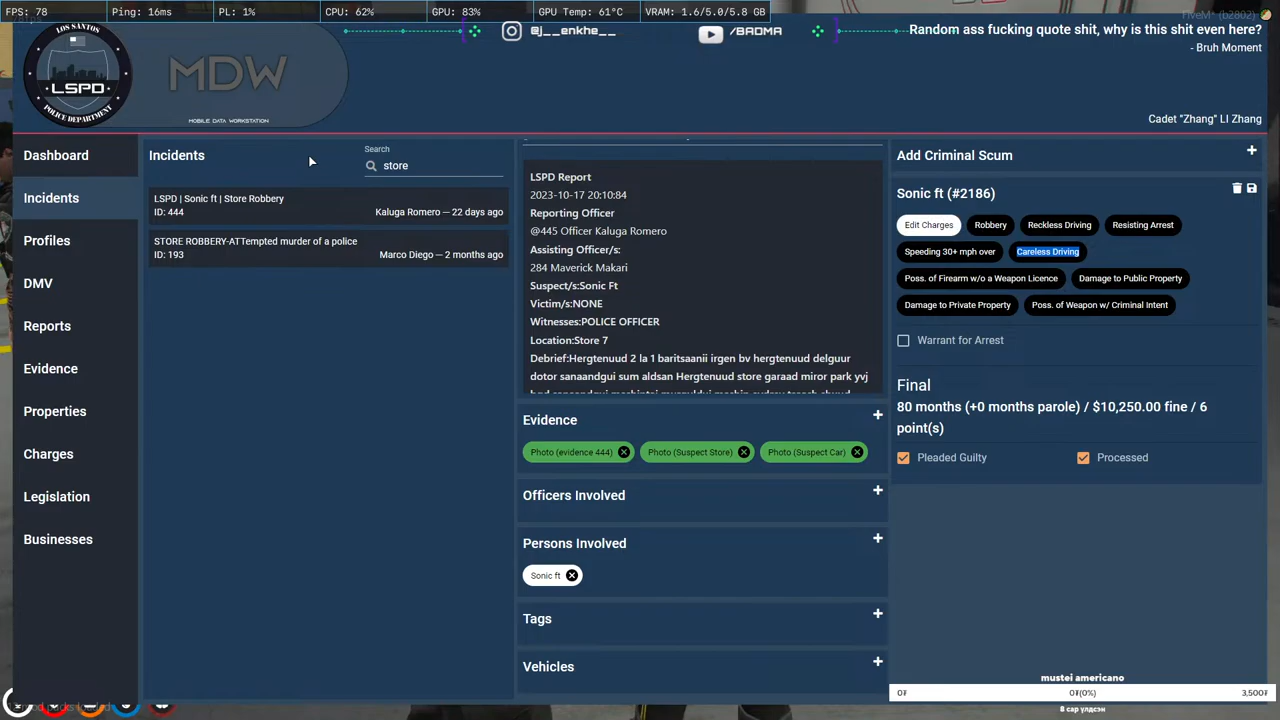 FPS: 78
Ping: 16ms
PL: 1%
CPU: 62%
GPU: 83%
GPU Temp: 61°C
VRAM: 1.6/5.0/5.8 GB
FiveM* (b2802)
LOS SANTOS
LSPD
POLICE DEPARTMENT
MDW
MOBILE DATA WORKSTATION
@j__enkhe__
/BADMA
Random ass fucking quote shit, why is this shit even here?
- Bruh Moment
Cadet "Zhang" LI Zhang
Dashboard
Incidents
Profiles
DMV
Reports
Evidence
Properties
Charges
Legislation
Businesses
Incidents
Search
store
LSPD | Sonic ft | Store Robbery
ID: 444
Kaluga Romero — 22 days ago
STORE ROBBERY-ATTempted murder of a police
ID: 193
Marco Diego — 2 months ago
LSPD Report
2023-10-17 20:10:84
Reporting Officer
@445 Officer Kaluga Romero
Assisting Officer/s:
284 Maverick Makari
Suspect/s:Sonic Ft
Victim/s:NONE
Witnesses:POLICE OFFICER
Location:Store 7
Debrief:Hergtenuud 2 la 1 baritsaanii irgen bv hergtenuud delguur
dotor sanaandgui sum aldsan Hergtenuud store garaad miror park yvj
Evidence
Photo (evidence 444)
Photo (Suspect Store)
Photo (Suspect Car)
Officers Involved
Persons Involved
Sonic ft
Tags
Vehicles
Add Criminal Scum
Sonic ft (#2186)
Edit Charges
Robbery
Reckless Driving
Resisting Arrest
Speeding 30+ mph over
Careless Driving
Poss. of Firearm w/o a Weapon Licence
Damage to Public Property
Damage to Private Property
Poss. of Weapon w/ Criminal Intent
Warrant for Arrest
Final
80 months (+0 months parole) / $10,250.00 fine / 6
point(s)
Pleaded Guilty
Processed
mustei americano
0₮
0₮(0%)
3,500₮
8 сар үлдсэн